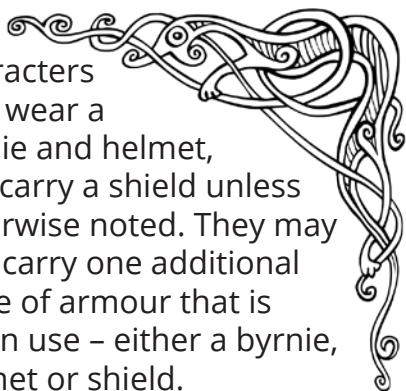 racters
wear a
ie and helmet,
carry a shield unless
rwise noted. They may
carry one additional
e of armour that is
n use – either a byrnie,
net or shield.